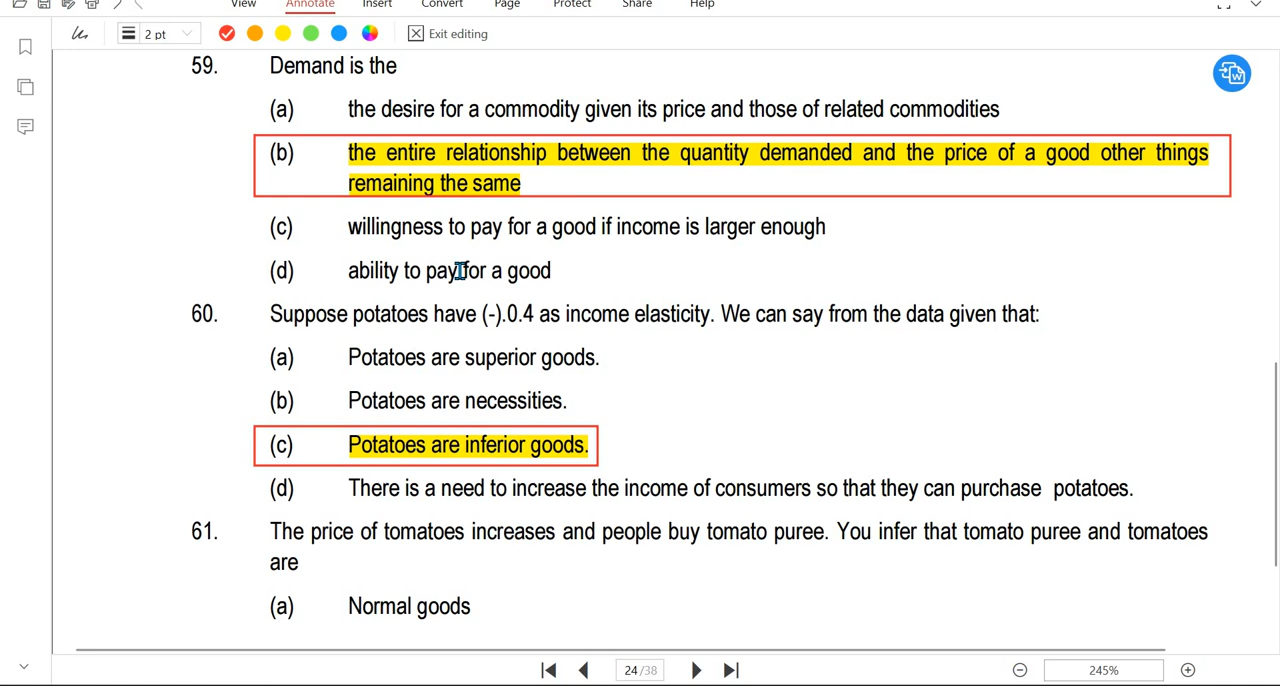 View Annotate Insert Convert Page Protect Share Help
2 pt Exit editing
59. Demand is the
(a) the desire for a commodity given its price and those of related commodities
(b) the entire relationship between the quantity demanded and the price of a good other things
remaining the same
(c) willingness to pay for a good if income is larger enough
(d) ability to pay for a good
60. Suppose potatoes have (-).0.4 as income elasticity. We can say from the data given that:
(a) Potatoes are superior goods.
(b) Potatoes are necessities.
(c) Potatoes are inferior goods.
(d) There is a need to increase the income of consumers so that they can purchase potatoes.
61. The price of tomatoes increases and people buy tomato puree. You infer that tomato puree and tomatoes
are
(a) Normal goods
24 /38 245%